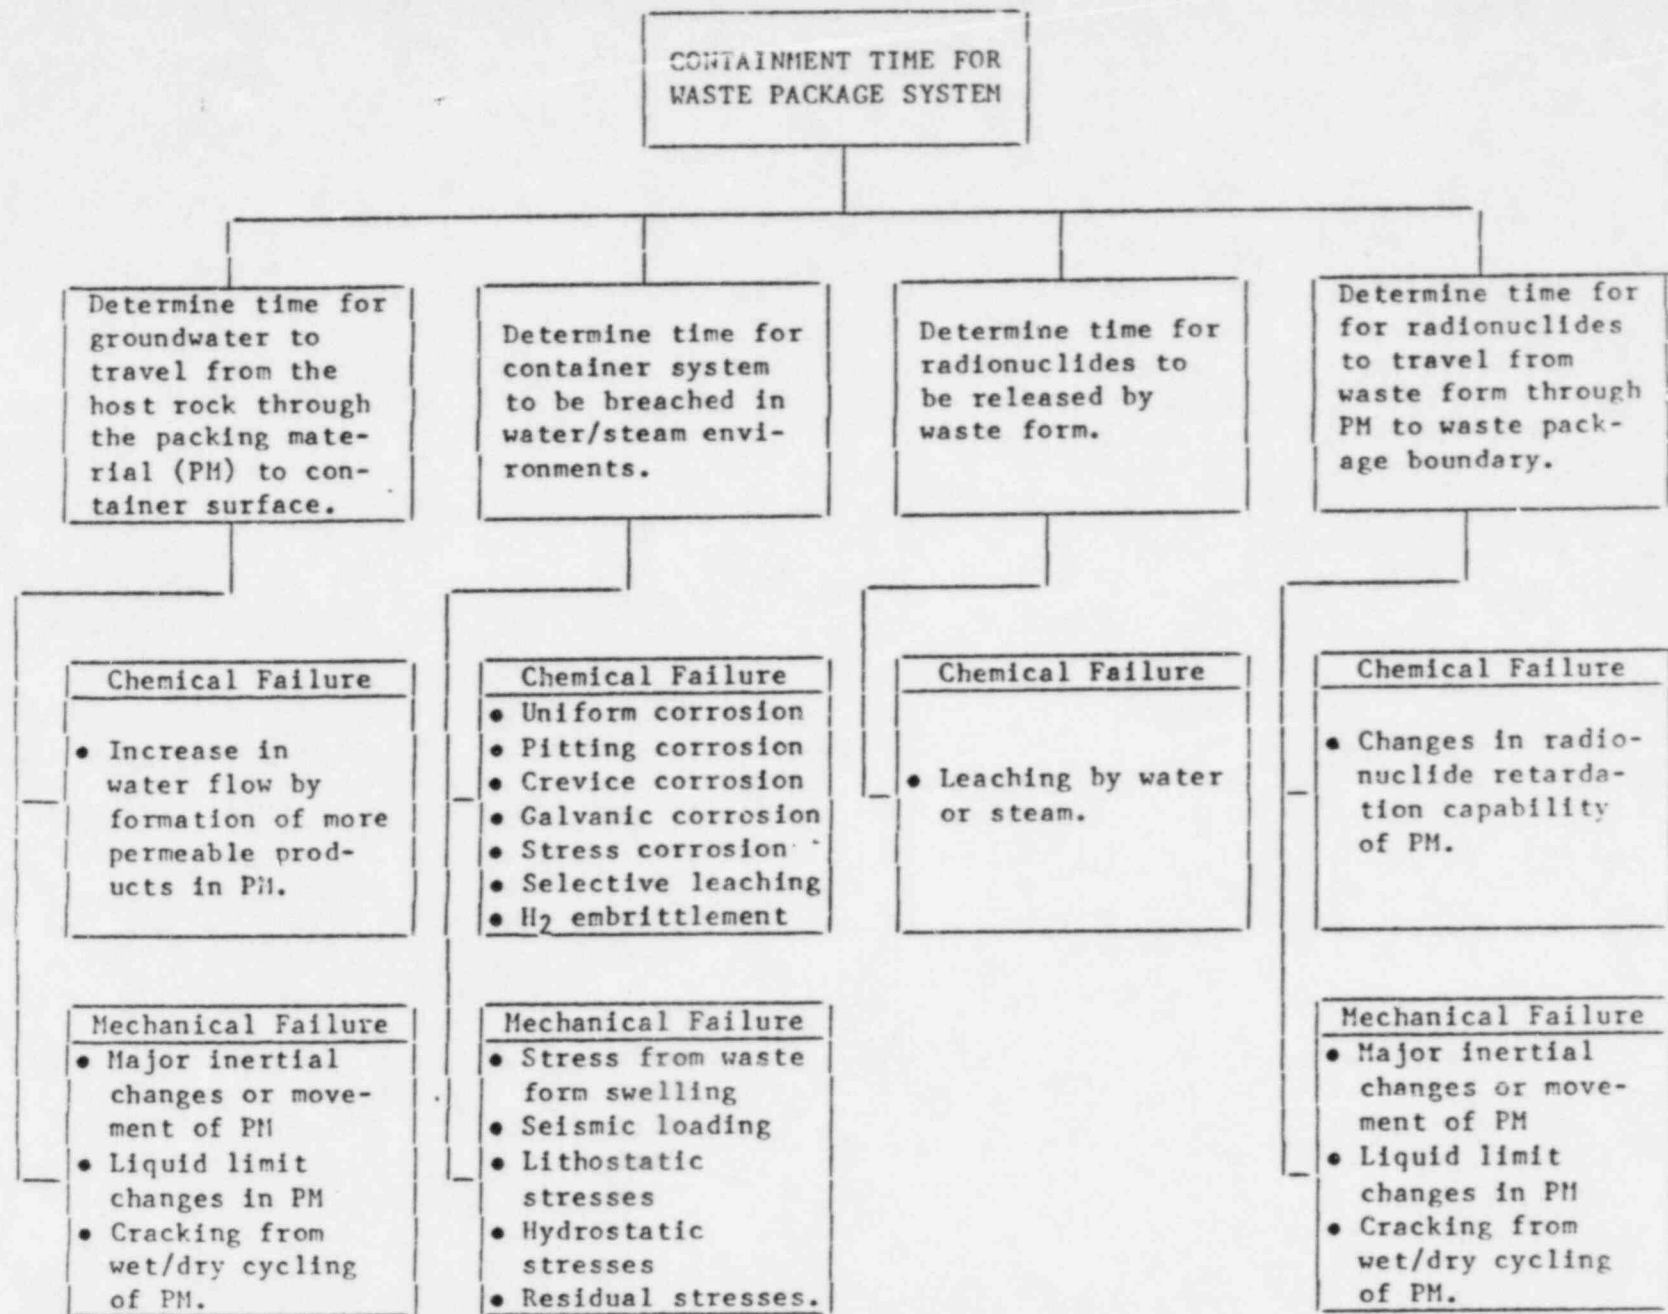 CONTAINMENT TIME FOR
WASTE PACKAGE SYSTEM
Determine time for
groundwater to
travel from the
host rock through
the packing mate-
rial (PM) to con-
tainer surface.
Determine time for
container system
to be breached in
water/steam envi-
ronments.
Determine time for
radionuclides to
be released by
waste form.
Determine time for
for radionuclides
to travel from
waste form through
PM to waste pack-
age boundary.
Chemical Failure
• Increase in
water flow by
formation of more
permeable prod-
ucts in PM.
Chemical Failure
• Uniform corrosion
• Pitting corrosion
• Crevice corrosion
• Galvanic corrosion
• Stress corrosion
• Selective leaching
• H2 embrittlement
Chemical Failure
• Leaching by water
or steam.
Chemical Failure
• Changes in radio-
nuclide retarda-
tion capability
of PM.
Mechanical Failure
• Major inertial
changes or move-
ment of PM
• Liquid limit
changes in PM
• Cracking from
wet/dry cycling
of PM.
Mechanical Failure
• Stress from waste
form swelling
• Seismic loading
• Lithostatic
stresses
• Hydrostatic
stresses
• Residual stresses.
Mechanical Failure
• Major inertial
changes or move-
ment of PM
• Liquid limit
changes in PM
• Cracking from
wet/dry cycling
of PM.